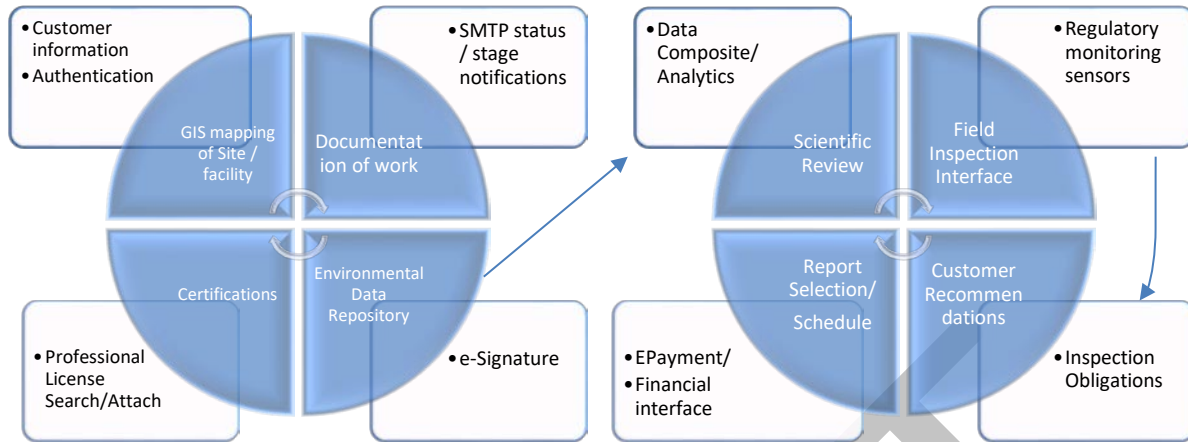 • Customer
information
• Authentication
• SMTP status
/ stage
notifications
GIS mapping
of Site /
facility
Documentat
ion of work
Certifications
Environmental
Data
Repository
• Professional
License
Search/Attach
• e-Signature
• Data
Composite/
Analytics
• Regulatory
monitoring
sensors
Scientific
Review
Field
Inspection
Interface
Report
Selection/
Schedule
Customer
Recommen
dations
• EPayment/
• Financial
interface
• Inspection
Obligations